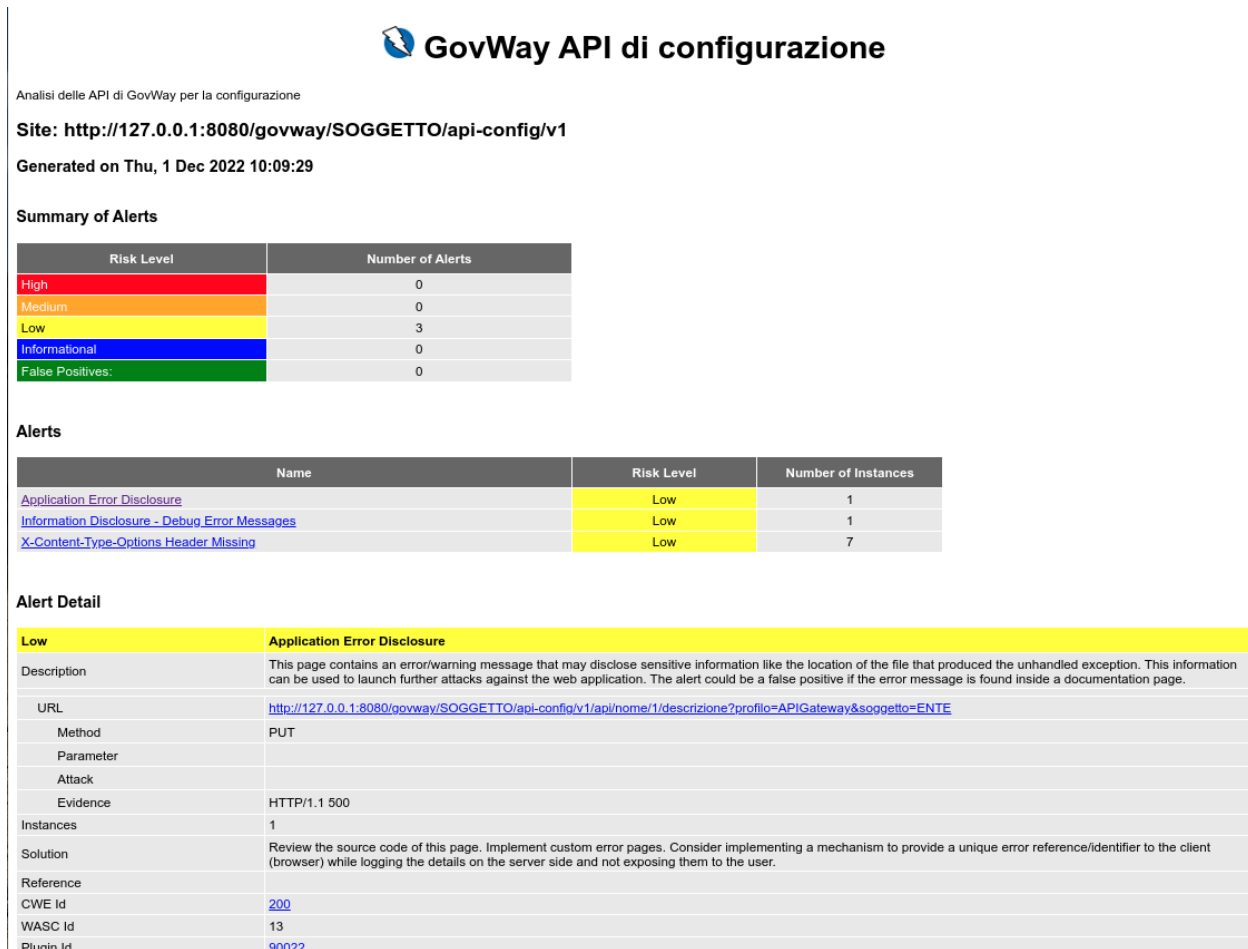 GovWay API di configurazione
Analisi delle API di GovWay per la configurazione
Site: http://127.0.0.1:8080/govway/SOGGETTO/api-config/v1
Generated on Thu, 1 Dec 2022 10:09:29
Summary of Alerts
Risk Level Number of Alerts
High 0
Medium 0
Low 3
Informational 0
False Positives: 0
Alerts
Name Risk Level Number of Instances
Application Error Disclosure Low 1
Information Disclosure - Debug Error Messages Low 1
X-Content-Type-Options Header Missing Low 7
Alert Detail
Low Application Error Disclosure
Description This page contains an error/warning message that may disclose sensitive information like the location of the file that produced the unhandled exception. This information
can be used to launch further attacks against the web application. The alert could be a false positive if the error message is found inside a documentation page.
URL http://127.0.0.1:8080/govway/SOGGETTO/api-config/v1/api/nome/1/descrizione?profilo=APIGateway&soggetto=ENTE
Method PUT
Parameter
Attack
Evidence HTTP/1.1 500
Instances 1
Solution Review the source code of this page. Implement custom error pages. Consider implementing a mechanism to provide a unique error reference/identifier to the client
(browser) while logging the details on the server side and not exposing them to the user.
Reference
CWE Id 200
WASC Id 13
Plugin Id 90022